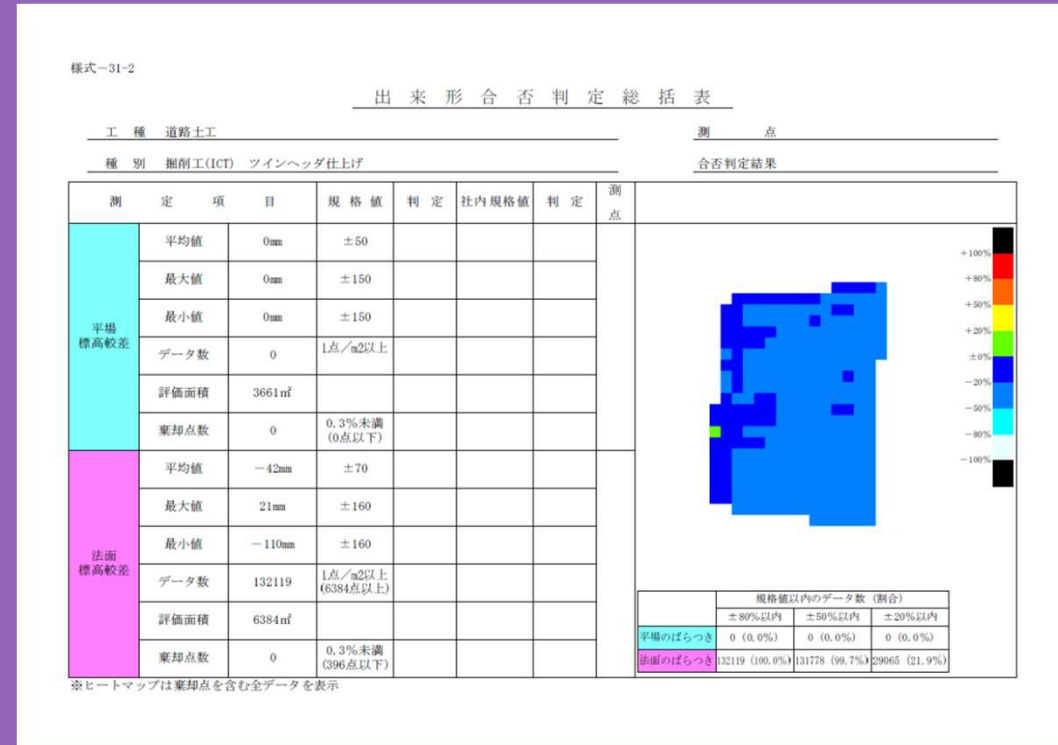 様式－31-2
出来形合否判定総括表
工種 道路土工
測点
種別 掘削工(ICT) ツインヘッダ仕上げ
合否判定結果
測定項目 規格値 判定 社内規格値 判定 測点
平場標高較差
平均値 0mm ±50
最大値 0mm ±150
最小値 0mm ±150
データ数 0 1点／m2以上
評価面積 3661㎡
棄却点数 0 0.3%未満 (0点以下)
法面標高較差
平均値 －42mm ±70
最大値 21mm ±160
最小値 －110mm ±160
データ数 132119 1点／m2以上 (6384点以上)
評価面積 6384㎡
棄却点数 0 0.3%未満 (396点以下)
+100%
+80%
+50%
+20%
±0%
－20%
－50%
－80%
－100%
規格値以内のデータ数（割合）
±80%以内 ±50%以内 ±20%以内
平場のばらつき 0 (0.0%) 0 (0.0%) 0 (0.0%)
法面のばらつき 132119 (100.0%) 131778 (99.7%) 29065 (21.9%)
※ヒートマップは棄却点を含む全データを表示